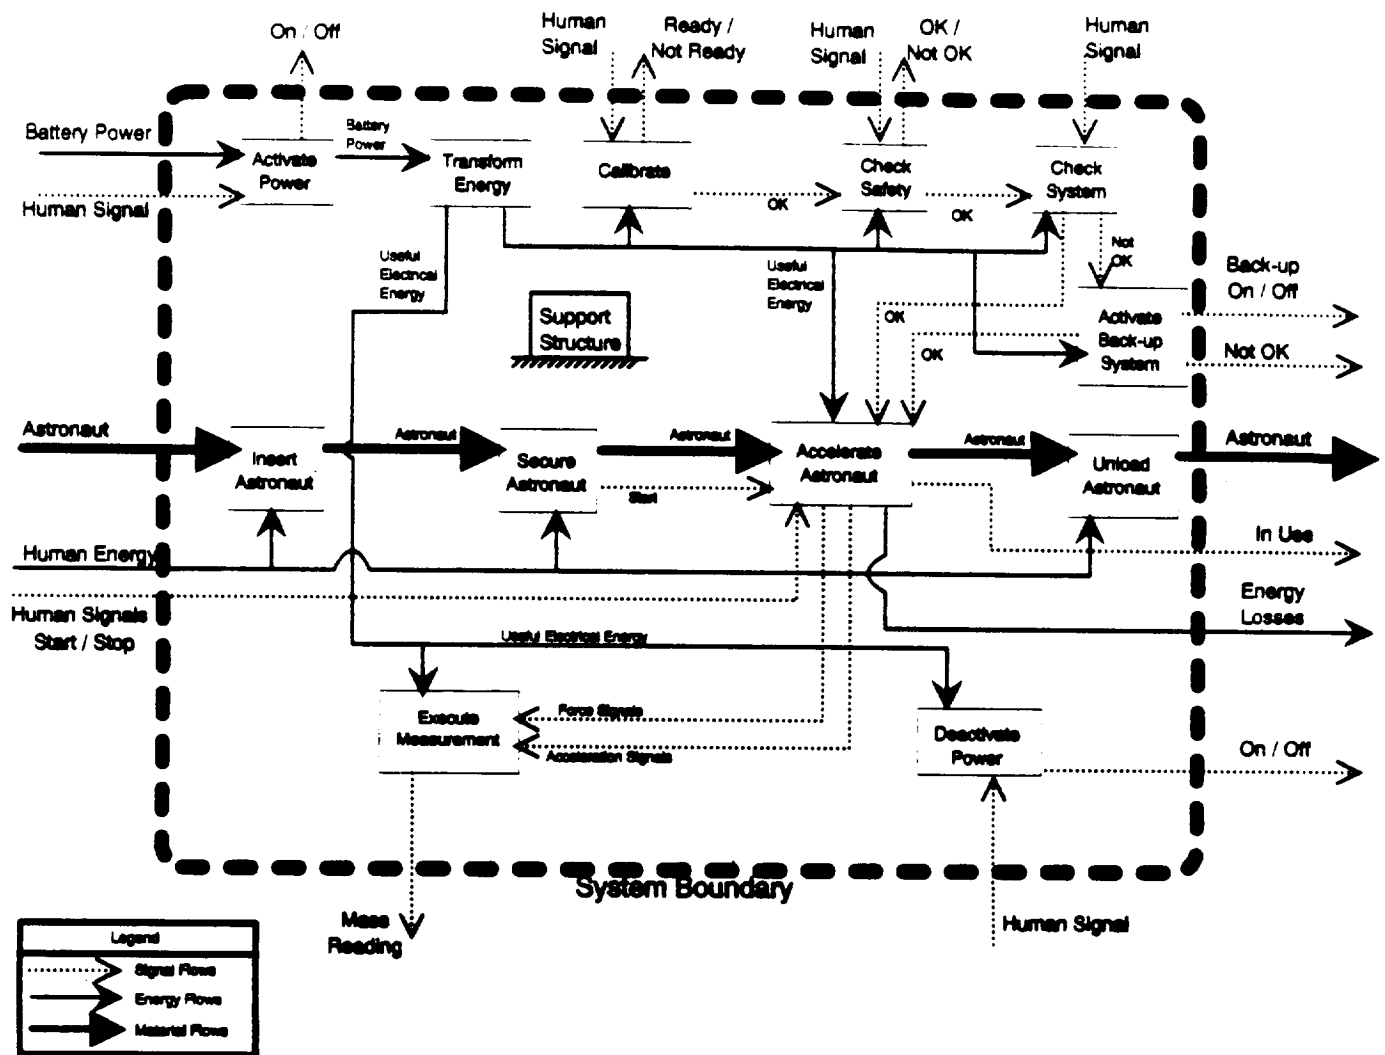 On / Off
Human
Signal
Ready /
Not Ready
Human
Signal
OK /
Not OK
Human
Signal
Battery Power
Human Signal
Activate
Power
Battery
Power
Transform
Energy
Calibrate
OK
Check
Safety
OK
Check
System
Useful
Electrical
Energy
Useful
Electrical
Energy
Not
OK
Back-up
On / Off
Support
Structure
OK
OK
Activate
Back-up
System
Not OK
Astronaut
Insert
Astronaut
Astronaut
Secure
Astronaut
Astronaut
Start
Accelerate
Astronaut
Astronaut
Unload
Astronaut
Astronaut
Human Energy
In Use
Human Signals
Start / Stop
Energy
Losses
Useful Electrical Energy
Execute
Measurement
Force Signals
Acceleration Signals
Deactivate
Power
On / Off
System Boundary
Mass
Reading
Human Signal
Legend
Signal Flows
Energy Flows
Material Flows